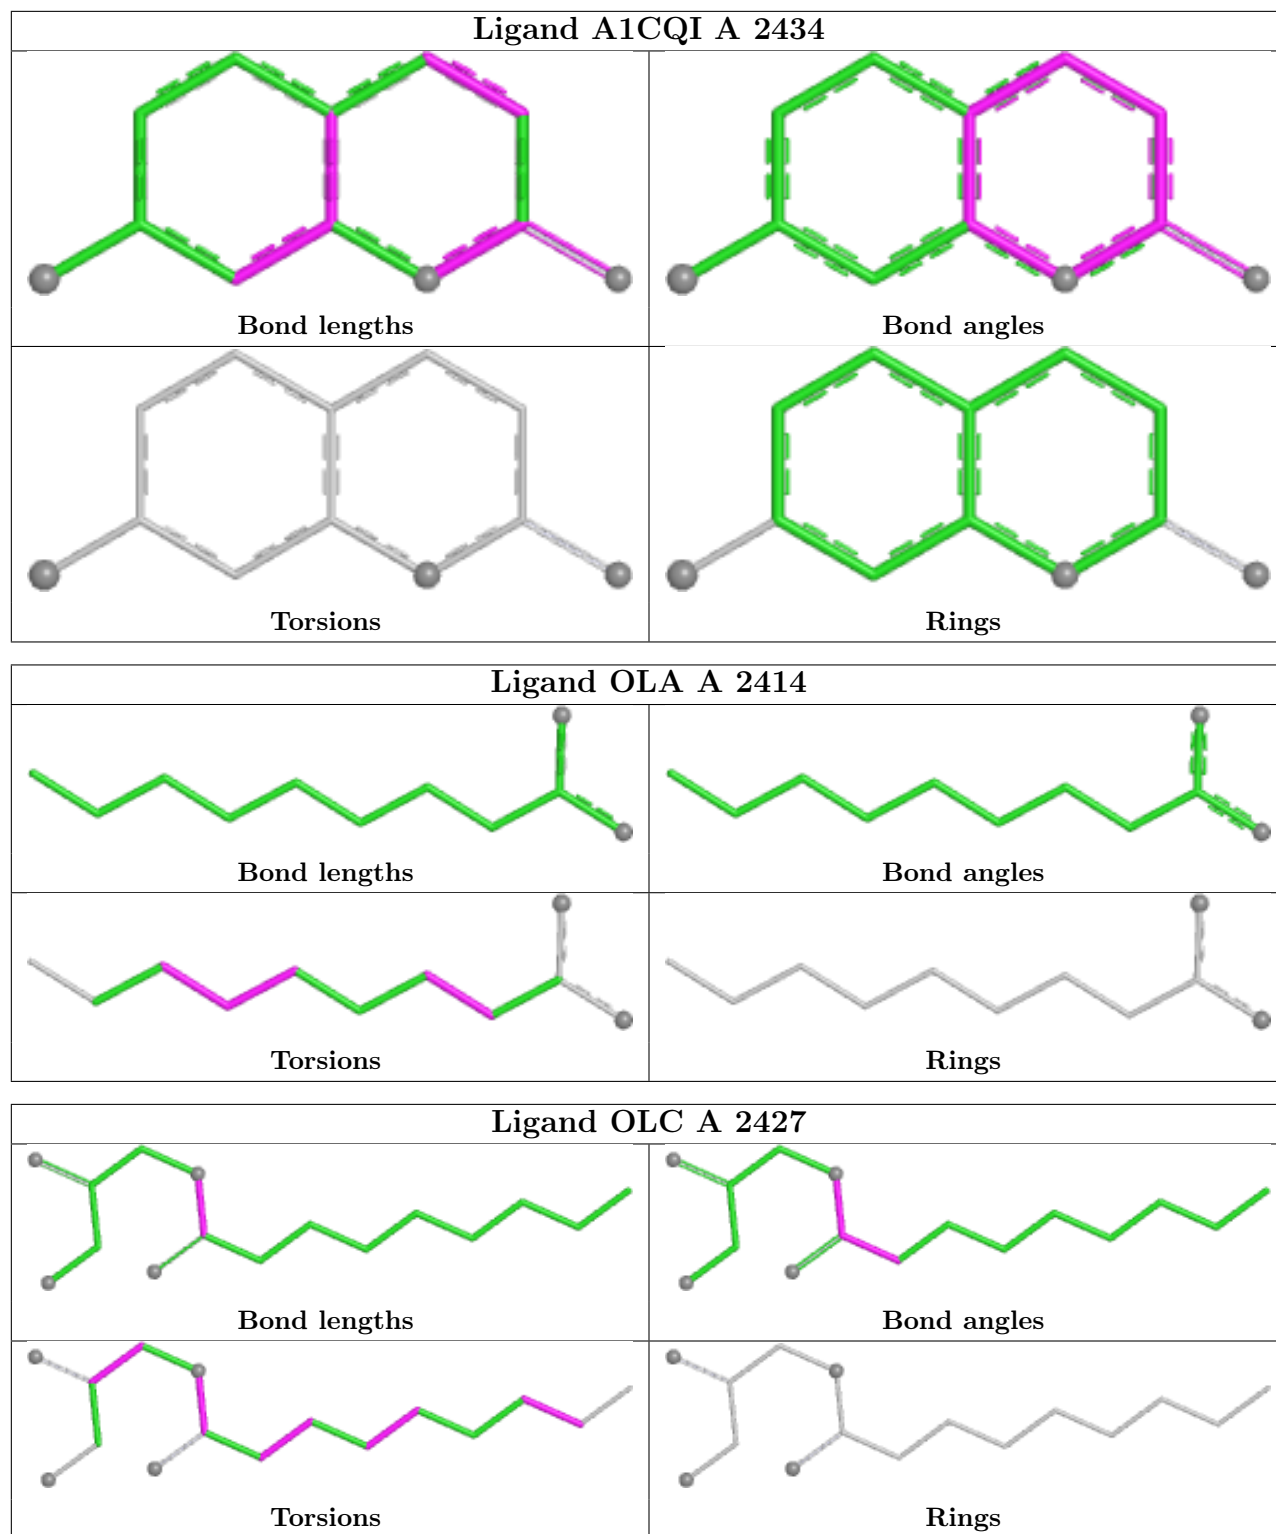 Ligand A1CQI A 2434
Bond lengths
Bond angles
Torsions
Rings
Ligand OLA A 2414
Bond lengths
Bond angles
Torsions
Rings
Ligand OLC A 2427
Bond lengths
Bond angles
Torsions
Rings